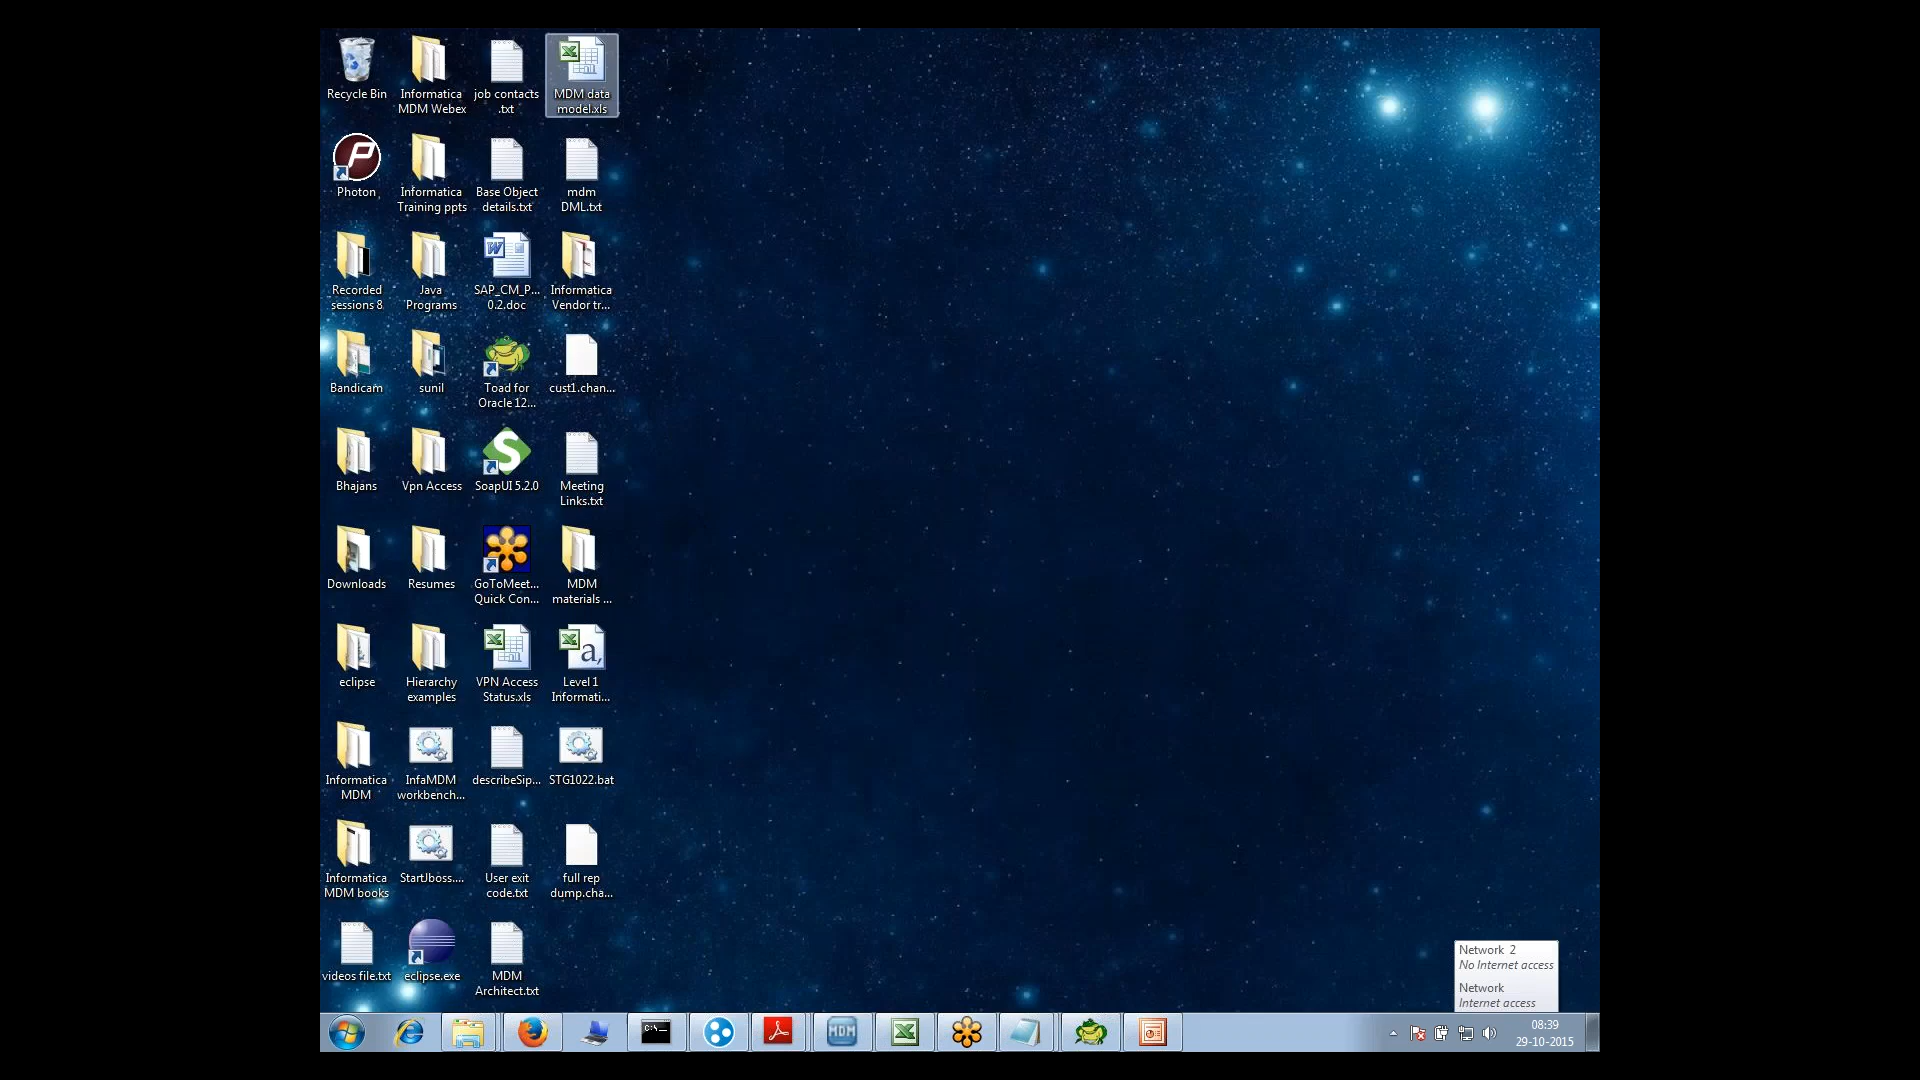 Recycle Bin
Informatica
MDM Webex
job contacts
.txt
MDM data
model.xls
Photon
Informatica
Training ppts
Base Object
details.txt
mdm
DML.txt
Recorded
sessions 8
Java
Programs
SAP_CM_P...
0.2.doc
Informatica
Vendor tr...
Bandicam
sunil
Toad for
Oracle 12...
cust1.chan...
Bhajans
Vpn Access
SoapUI 5.2.0
Meeting
Links.txt
Downloads
Resumes
GoToMeet...
Quick Con...
MDM
materials ...
eclipse
Hierarchy
examples
VPN Access
Status.xls
Level 1
Informati...
Informatica
MDM
InfaMDM
workbench...
describeSip...
STG1022.bat
Informatica
MDM books
StartJboss....
User exit
code.txt
full rep
dump.cha...
videos file.txt
eclipse.exe
MDM
Architect.txt
Network 2
No Internet access
Network
Internet access
C:\_
MDM
08:39
29-10-2015